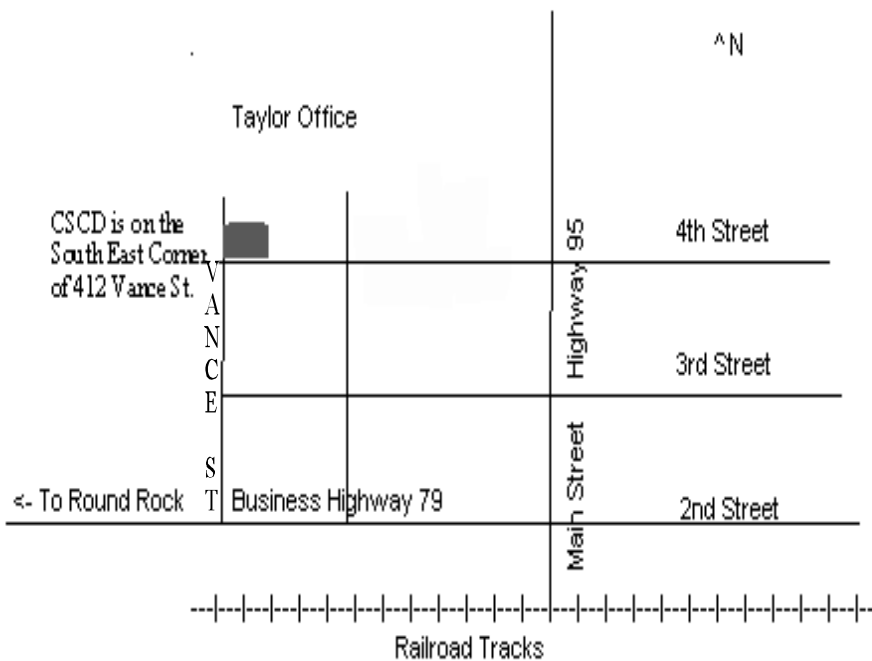 ^N
Taylor Office
CSCD is on the
South East Corner
of 412 Vance St.
4th Street
VANCE ST
Highway 95
3rd Street
Main Street
<- To Round Rock
Business Highway 79
2nd Street
Railroad Tracks